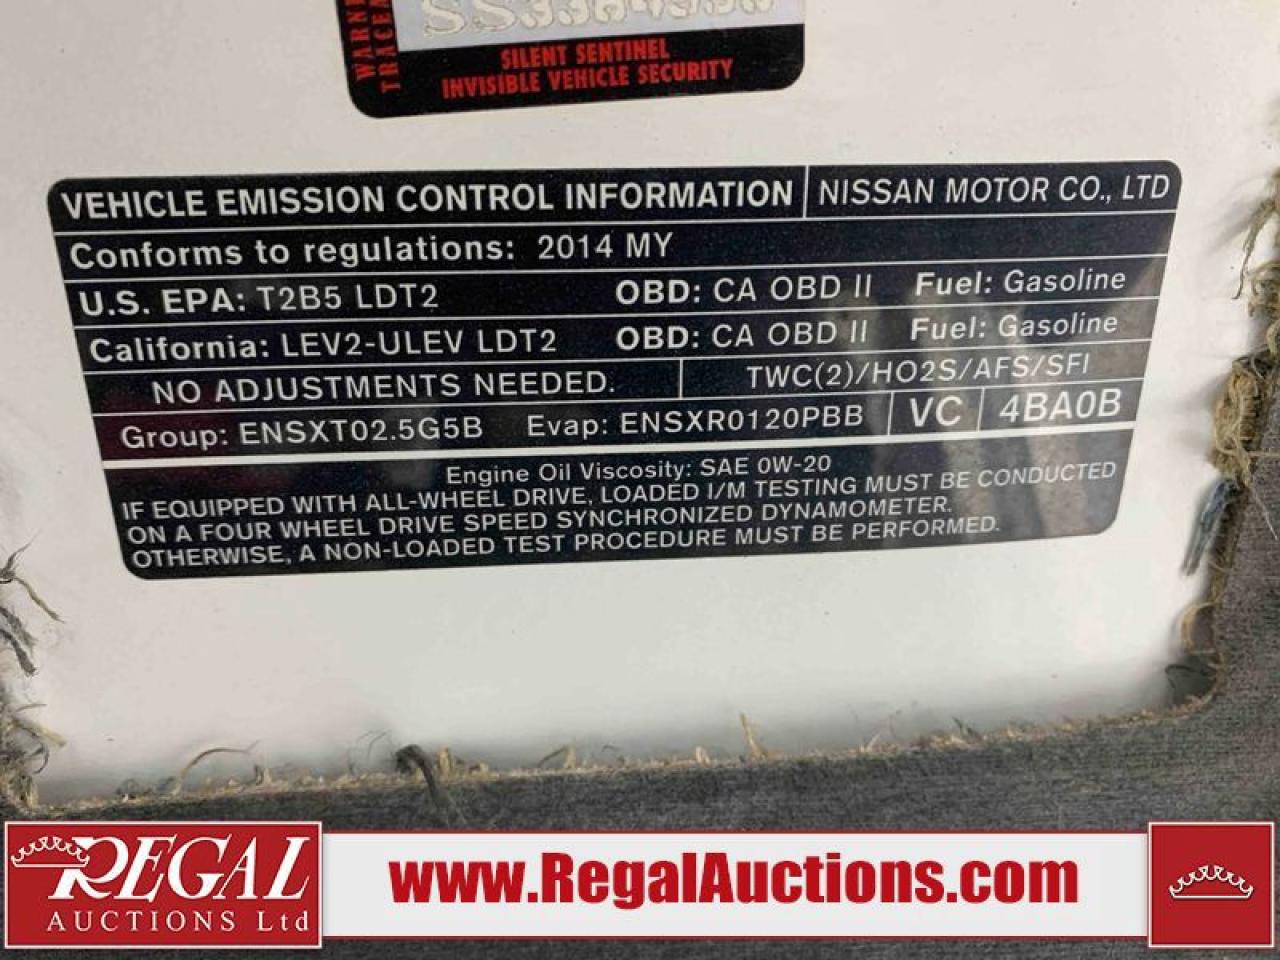 SILENT SENTINEL
INVISIBLE VEHICLE SECURITY
VEHICLE EMISSION CONTROL INFORMATION NISSAN MOTOR CO., LTD
Conforms to regulations: 2014 MY
U.S. EPA: T2B5 LDT2 OBD: CA OBD II Fuel: Gasoline
California: LEV2-ULEV LDT2 OBD: CA OBD II Fuel: Gasoline
NO ADJUSTMENTS NEEDED. TWC(2)/HO2S/AFS/SFI
Group: ENSXT02.5G5B Evap: ENSXR0120PBB VC 4BA0B
Engine Oil Viscosity: SAE 0W-20
IF EQUIPPED WITH ALL-WHEEL DRIVE, LOADED I/M TESTING MUST BE CONDUCTED
ON A FOUR WHEEL DRIVE SPEED SYNCHRONIZED DYNAMOMETER.
OTHERWISE, A NON-LOADED TEST PROCEDURE MUST BE PERFORMED.
REGAL
AUCTIONS Ltd
www.RegalAuctions.com